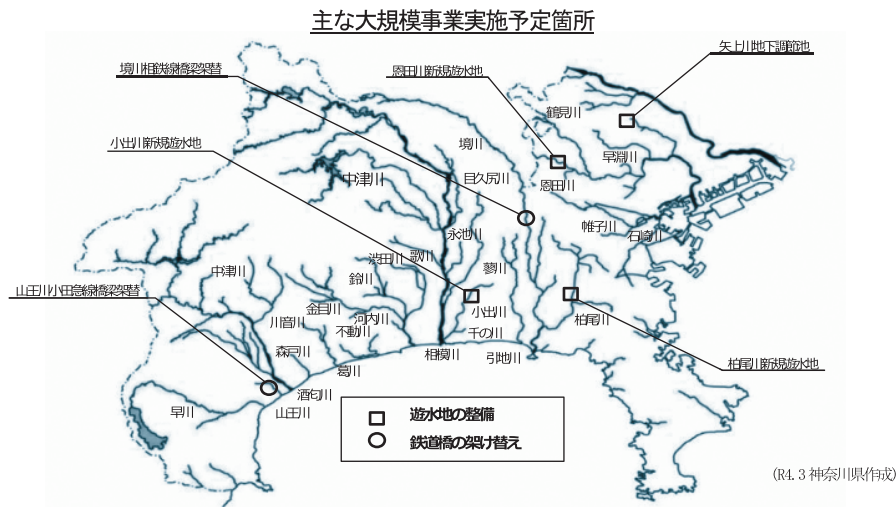 主な大規模事業実施予定箇所
矢上川地下調節池
境川相鉄線橋梁架替
恩田川新規遊水地
鶴見川
小出川新規遊水地
境川
早淵川
目久尻川
中津川
恩田川
帷子川
石崎川
永池川
歌川
渋田川
蓼川
中津川
鈴川
山王川小田急線橋梁架替
金目川
小出川
川音川
河内川
柏尾川
不動川
千の川
森戸川
相模川
引地川
柏尾川新規遊水地
葛川
酒匂川
早川
山王川
遊水地の整備
鉄道橋の架け替え
(R4.3 神奈川県作成)